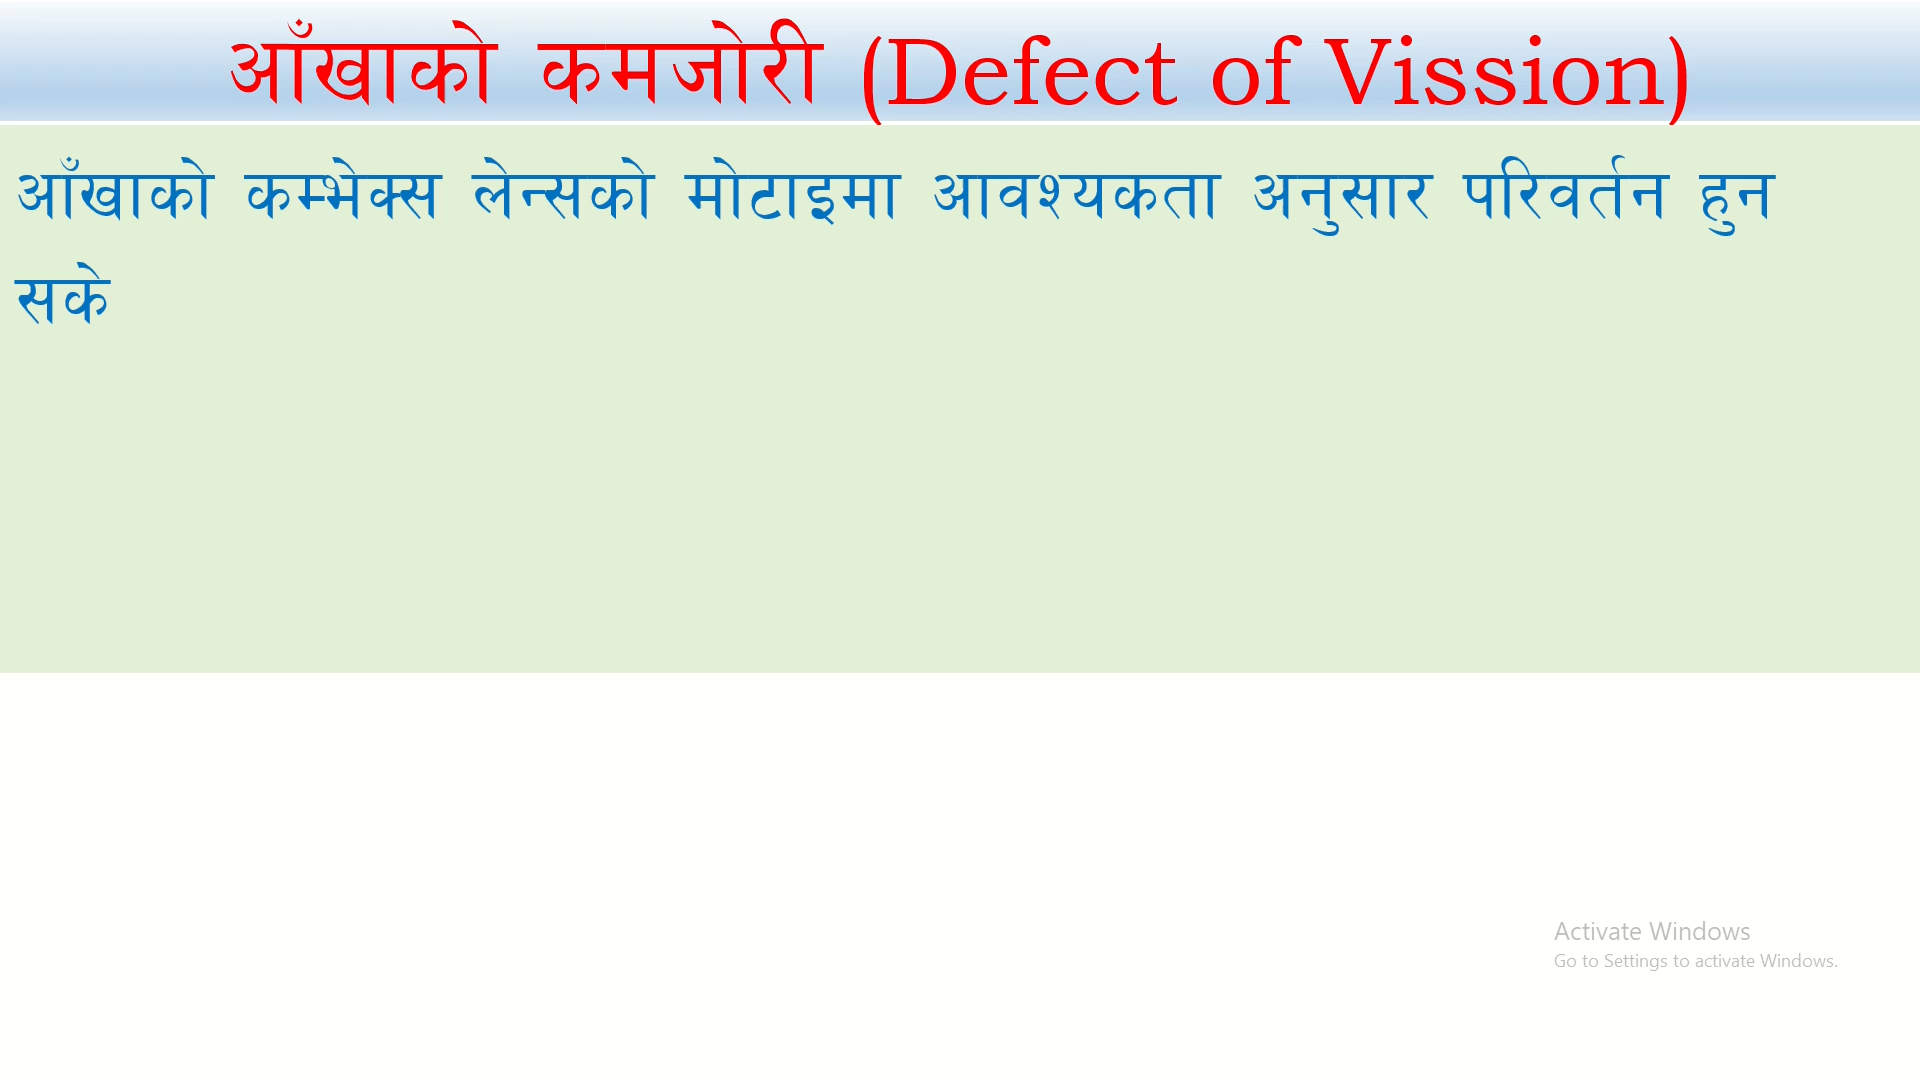 आँखाको कमजोरी (Defect of Vission)
आँखाको कम्भेक्स लेन्सको मोटाइमा आवश्यकता अनुसार परिवर्तन हुन
सके
Activate Windows
Go to Settings to activate Windows.